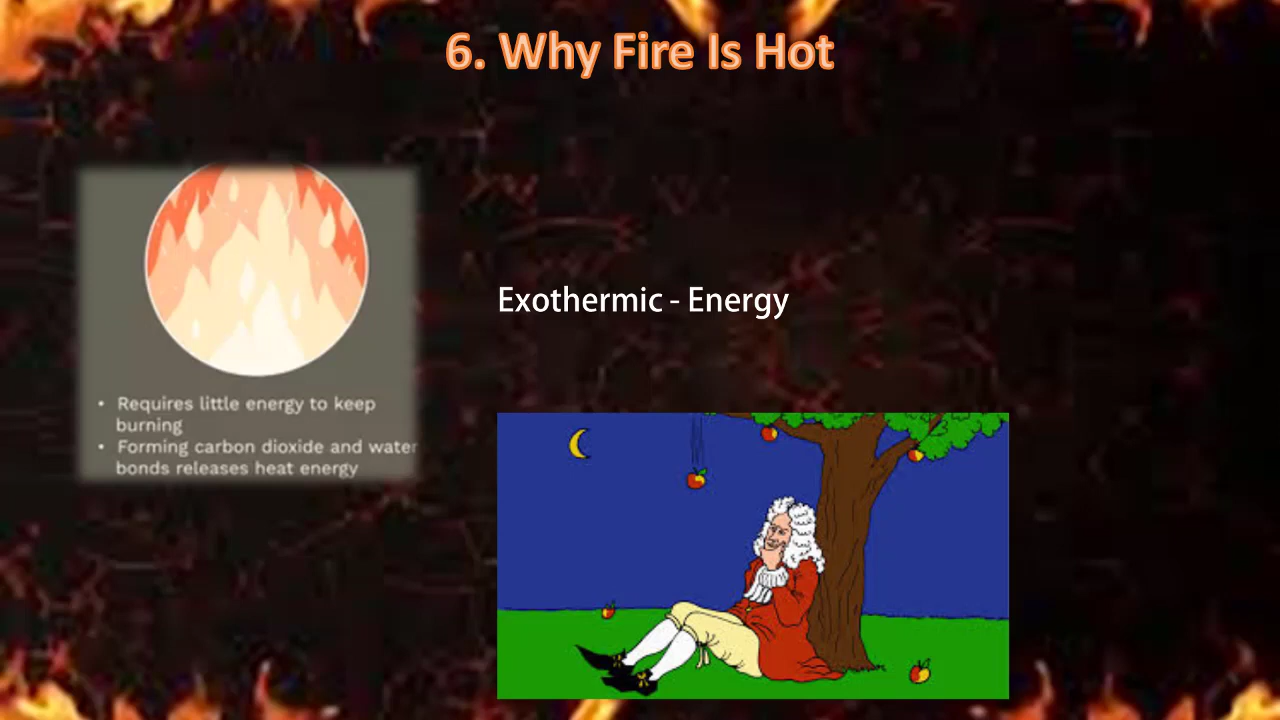 6. Why Fire Is Hot
Exothermic - Energy
• Requires little energy to keep
burning
• Forming carbon dioxide and water
bonds releases heat energy